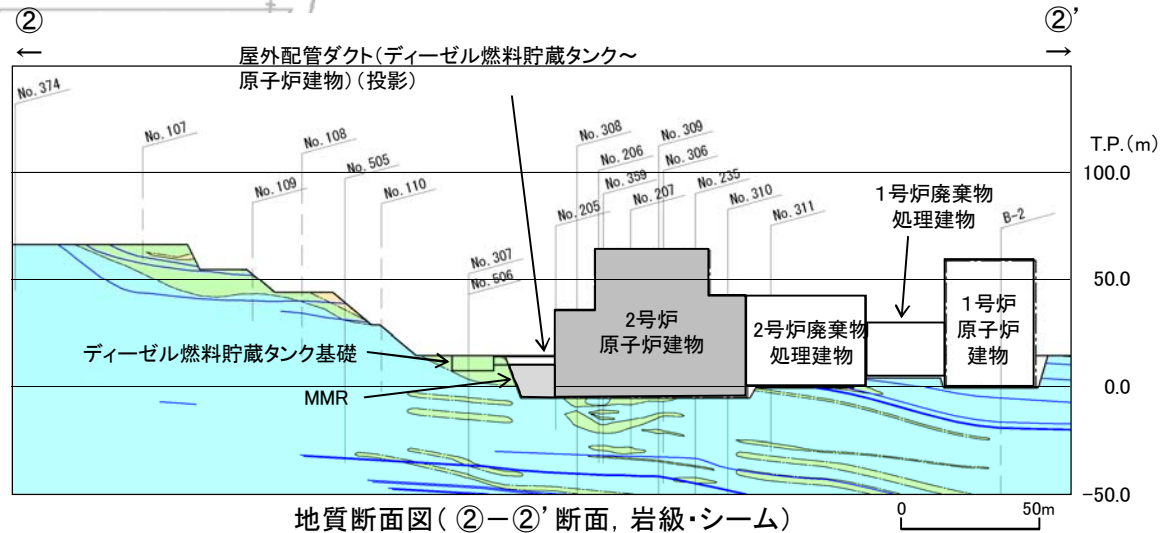 ②
②’
←
→
屋外配管ダクト（ディーゼル燃料貯蔵タンク～
原子炉建物）（投影）
No. 374
No. 107
No. 108
No. 109
No. 505
No. 110
No. 307
No. 506
No. 205
No. 308
No. 206
No. 359
No. 207
No. 309
No. 306
No. 235
No. 310
No. 311
B-2
T.P.（m）
100.0
50.0
0.0
-50.0
1号炉廃棄物
処理建物
2号炉
原子炉建物
2号炉廃棄物
処理建物
1号炉
原子炉
建物
ディーゼル燃料貯蔵タンク基礎
MMR
地質断面図（ ②－②’断面，岩級・シーム）
0 50m